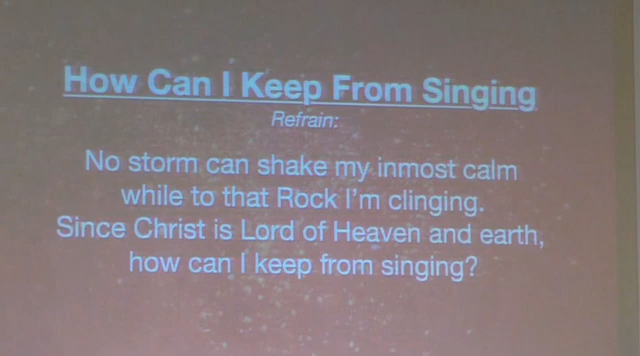 How Can I Keep From Singing
Refrain:
No storm can shake my inmost calm
while to that Rock I'm clinging.
Since Christ is Lord of Heaven and earth,
how can I keep from singing?